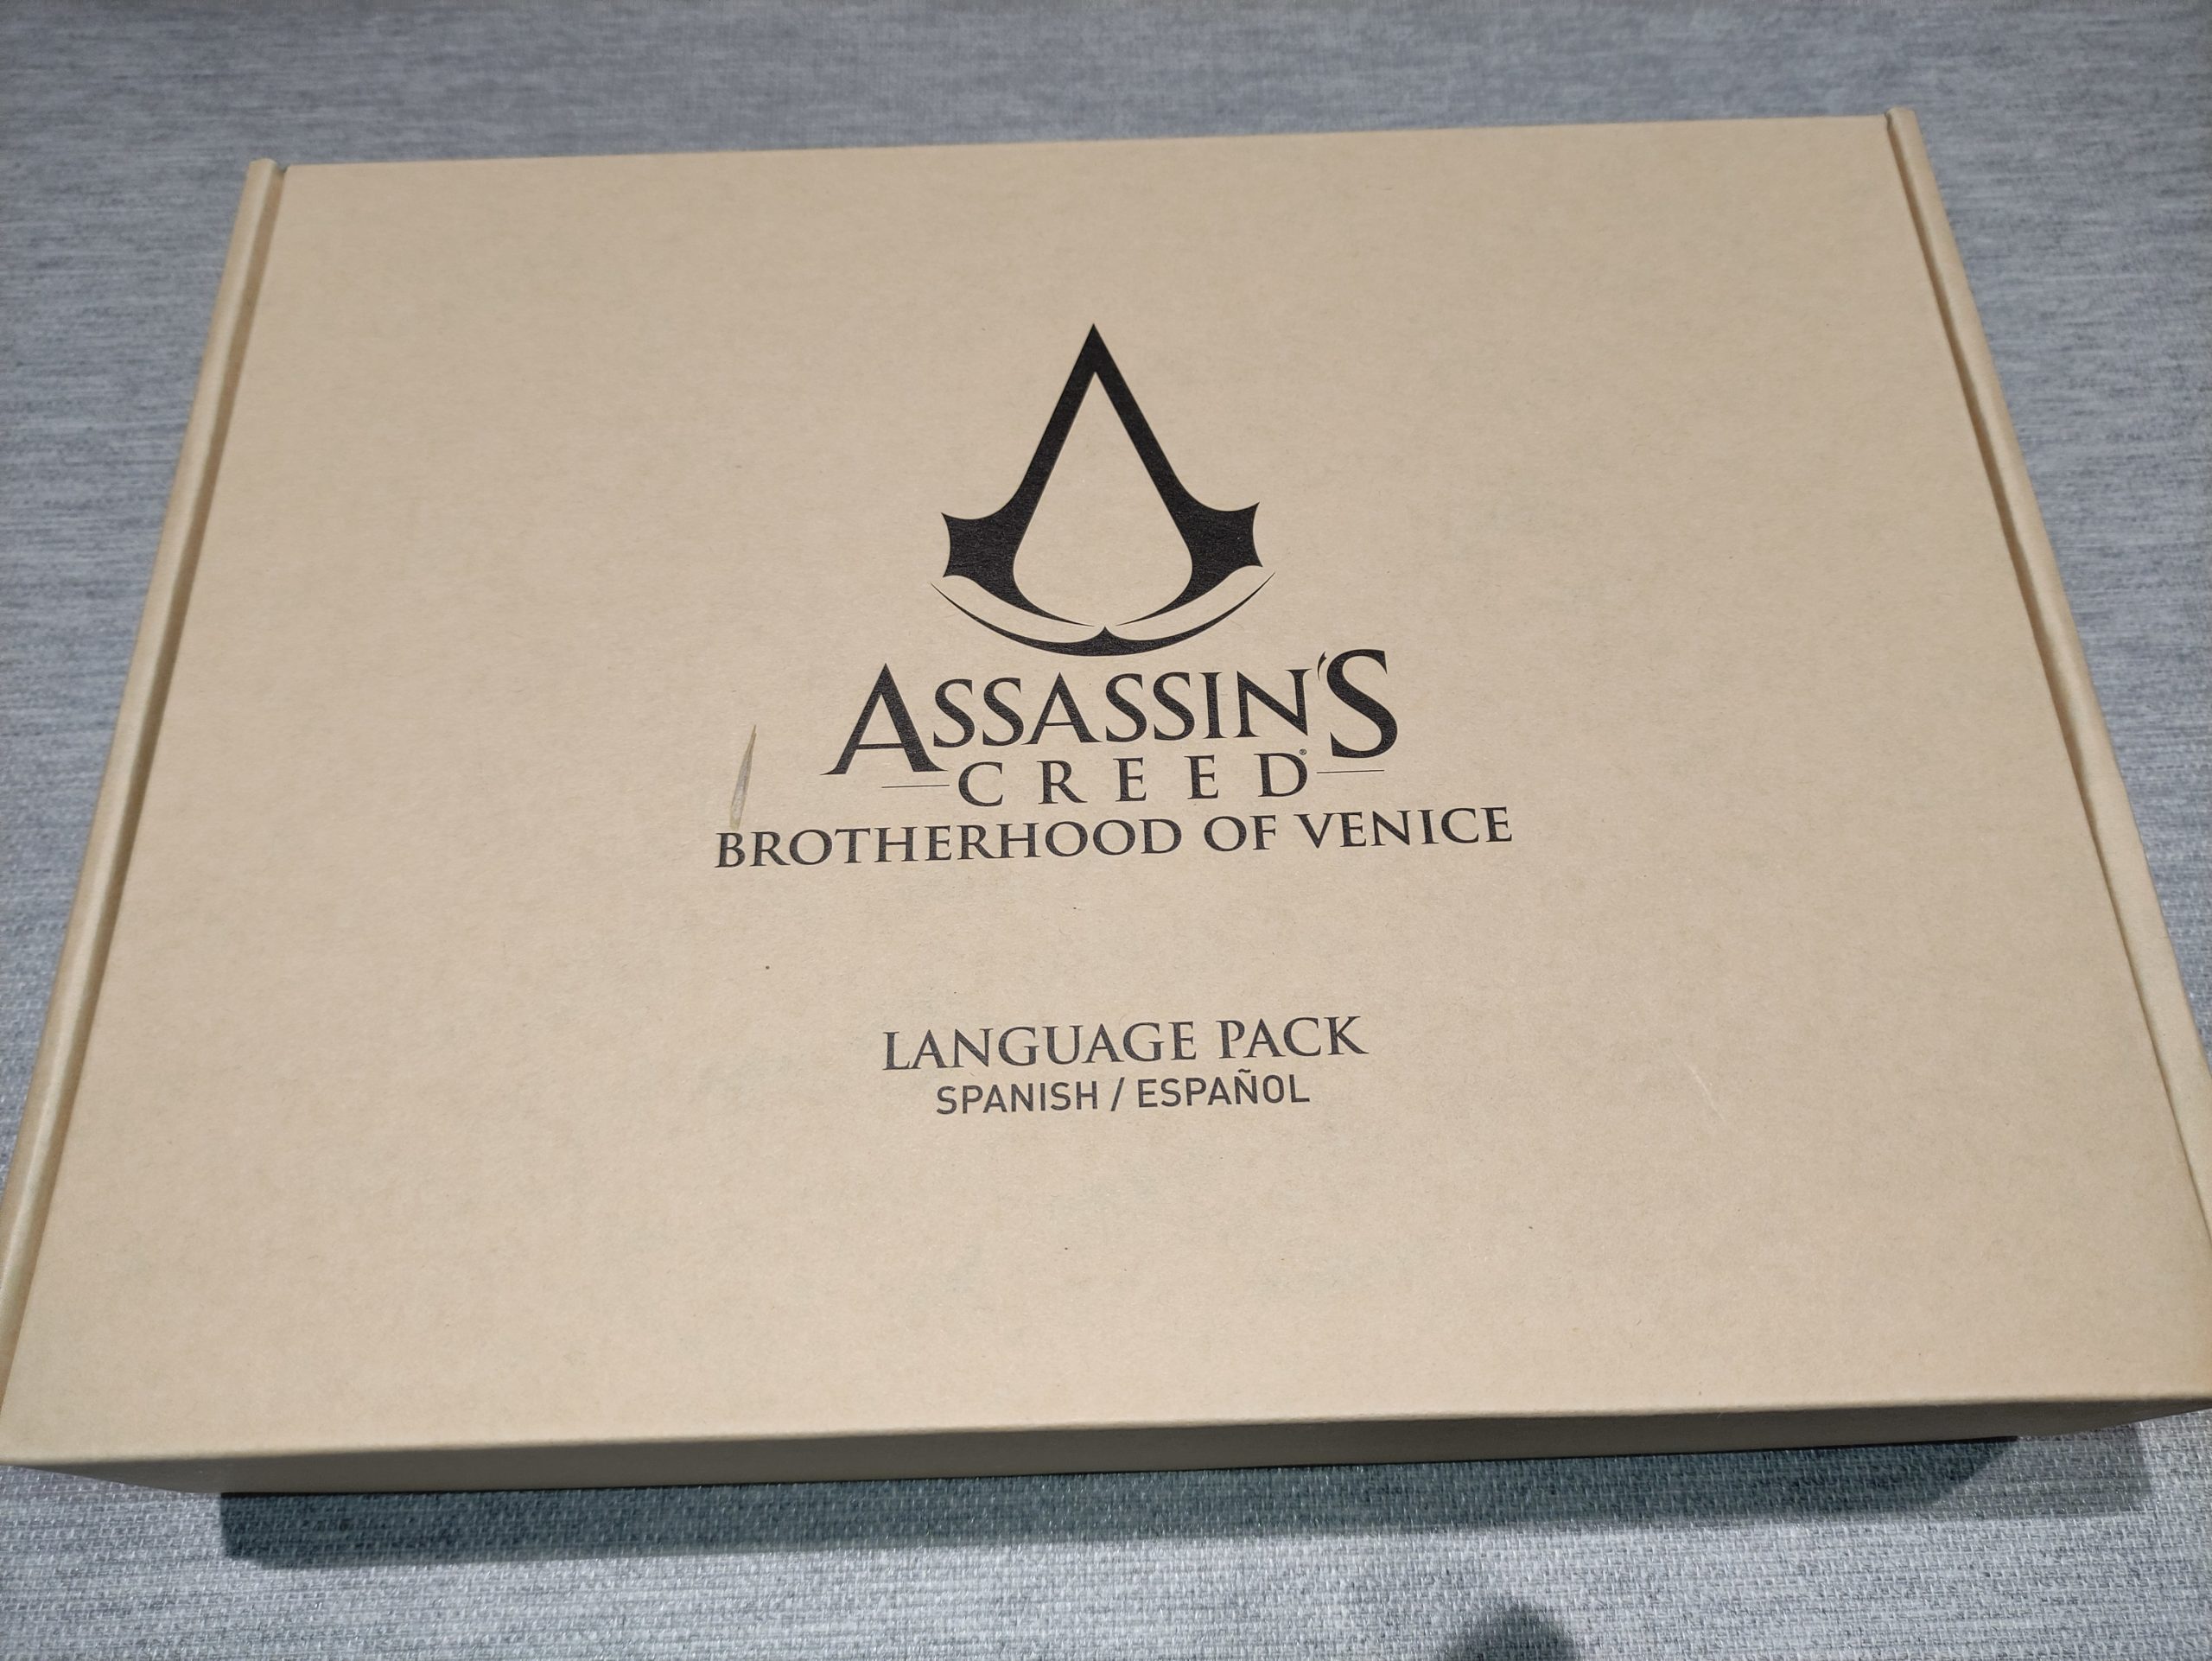 ASSASSIN'S
CREED®
BROTHERHOOD OF VENICE
LANGUAGE PACK
SPANISH / ESPAÑOL